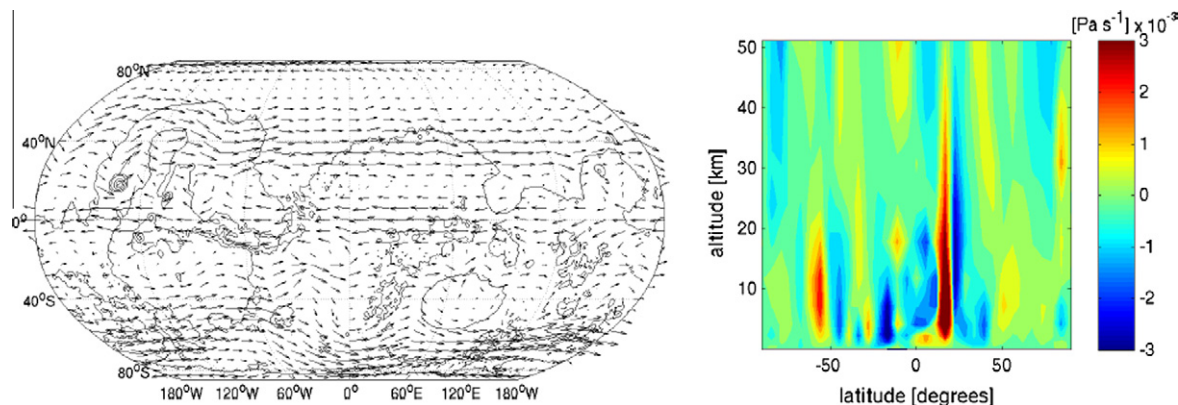 80°N
40°N
0°
40°S
80°S
180°W 120°W 60°W 0° 60°E 120°E 180°W
[Pa s⁻¹] x 10⁻³
altitude [km]
50
40
30
20
10
-50 0 50
latitude [degrees]
3
2
1
0
-1
-2
-3